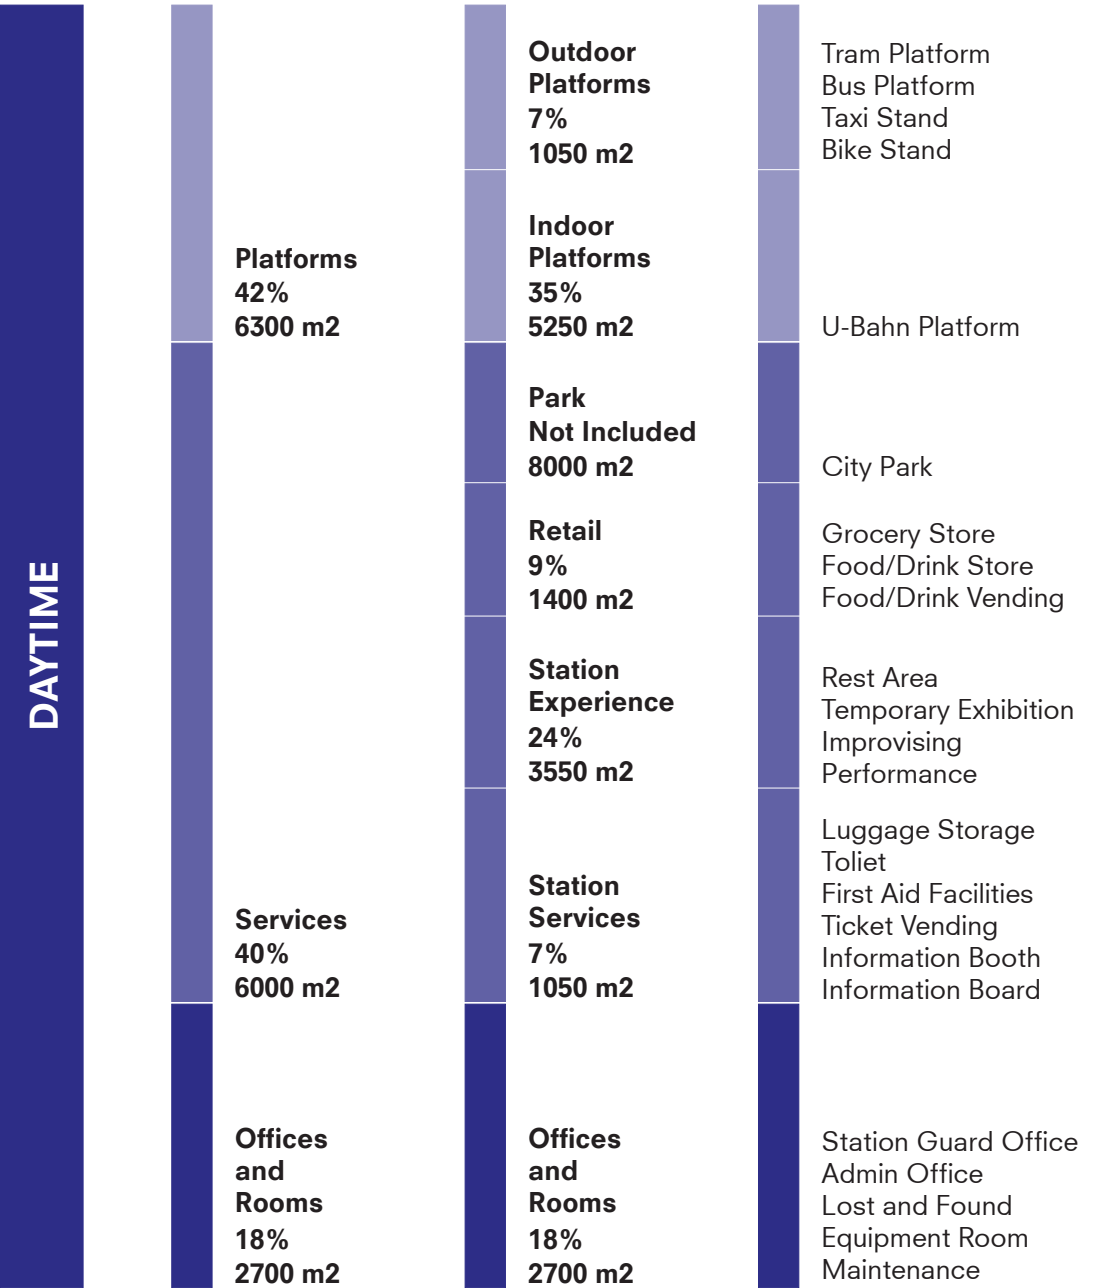 DAYTIME
Platforms
42%
6300 m2
Services
40%
6000 m2
Offices
and
Rooms
18%
2700 m2
Outdoor
Platforms
7%
1050 m2
Indoor
Platforms
35%
5250 m2
Park
Not Included
8000 m2
Retail
9%
1400 m2
Station
Experience
24%
3550 m2
Station
Services
7%
1050 m2
Offices
and
Rooms
18%
2700 m2
Tram Platform
Bus Platform
Taxi Stand
Bike Stand
U-Bahn Platform
City Park
Grocery Store
Food/Drink Store
Food/Drink Vending
Rest Area
Temporary Exhibition
Improvising
Performance
Luggage Storage
Toliet
First Aid Facilities
Ticket Vending
Information Booth
Information Board
Station Guard Office
Admin Office
Lost and Found
Equipment Room
Maintenance